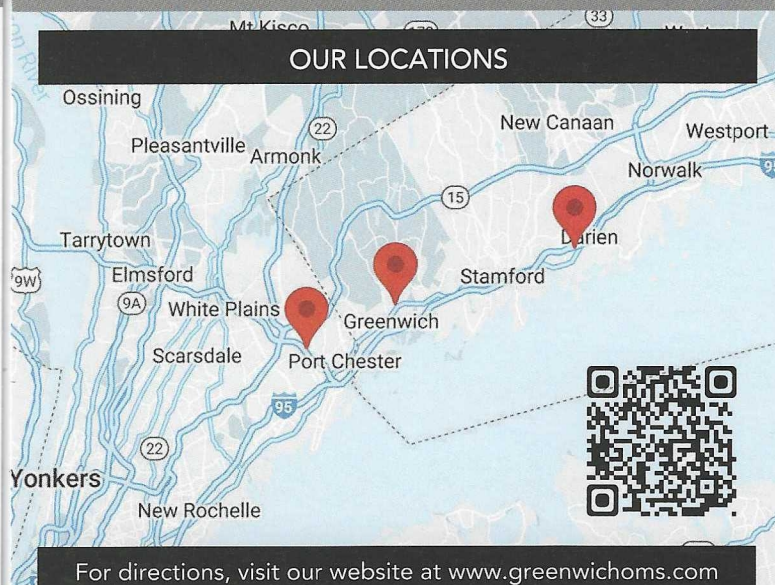 33
Mt Kisco
OUR LOCATIONS
Ossining
22
New Canaan
Pleasantville
Armonk
Westport
Norwalk
15
Tarrytown
Darien
Elmsford
Stamford
9W
9A
White Plains
Greenwich
Scarsdale
Port Chester
95
22
Yonkers
New Rochelle
For directions, visit our website at www.greenwichoms.com